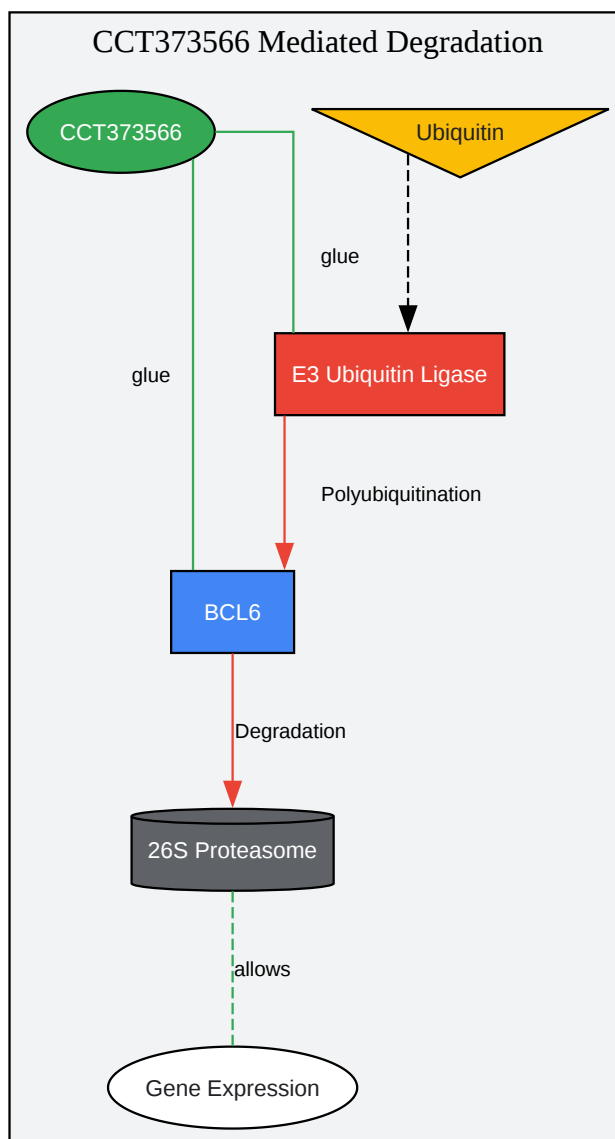 CCT373566 Mediated Degradation
CCT373566
Ubiquitin
glue
E3 Ubiquitin Ligase
glue
Polyubiquitination
BCL6
Degradation
26S Proteasome
allows
Gene Expression